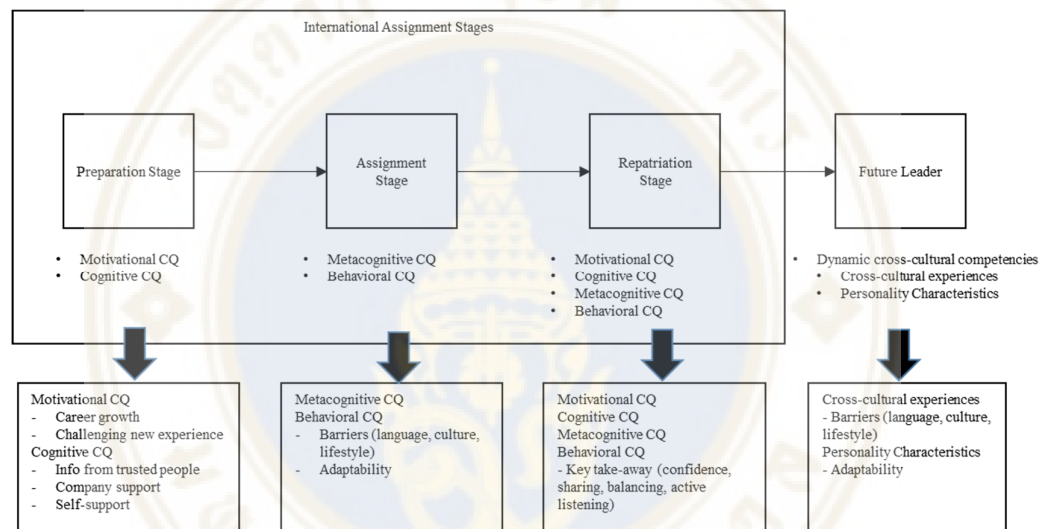 International Assignment Stages
Preparation Stage
Assignment
Stage
Repatriation
Stage
Future Leader
• Motivational CQ
• Cognitive CQ
• Metacognitive CQ
• Behavioral CQ
• Motivational CQ
• Cognitive CQ
• Metacognitive CQ
• Behavioral CQ
• Dynamic cross-cultural competencies
• Cross-cultural experiences
• Personality Characteristics
Motivational CQ
- Career growth
- Challenging new experience
Cognitive CQ
- Info from trusted people
- Company support
- Self-support
Metacognitive CQ
Behavioral CQ
- Barriers (language, culture,
lifestyle)
- Adaptability
Motivational CQ
Cognitive CQ
Metacognitive CQ
Behavioral CQ
- Key take-away (confidence,
sharing, balancing, active
listening)
Cross-cultural experiences
- Barriers (language, culture,
lifestyle)
Personality Characteristics
- Adaptability